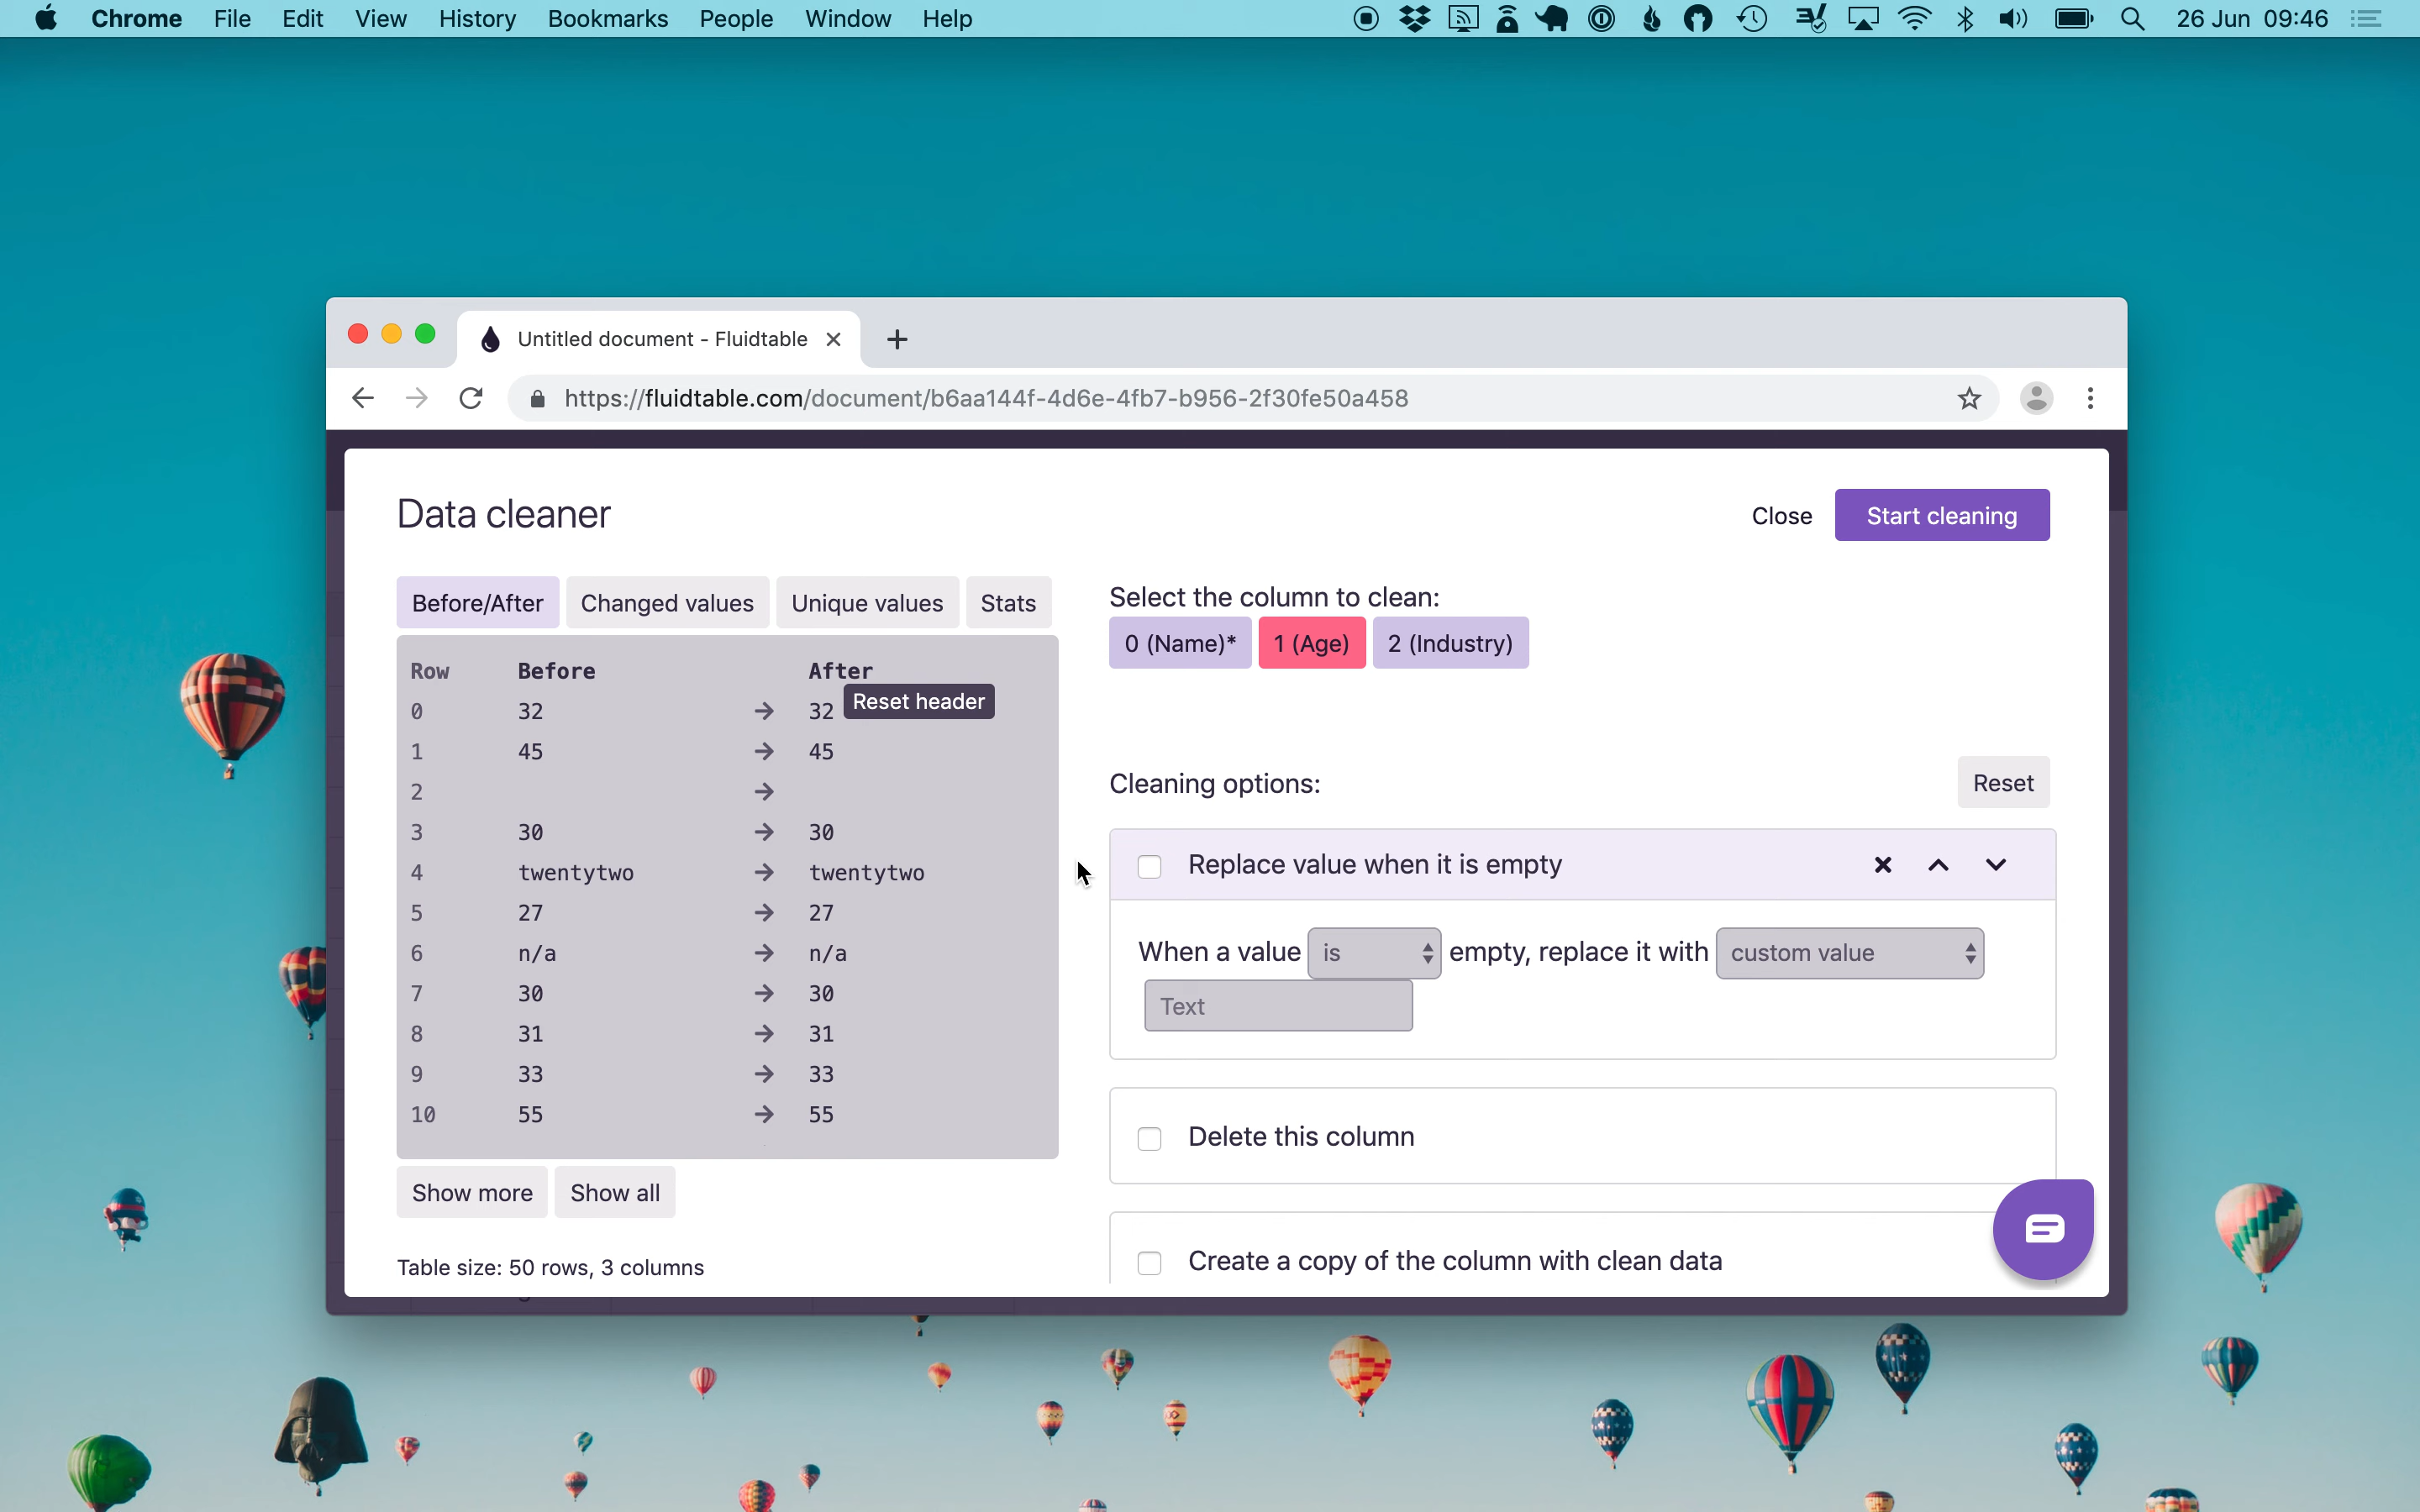 Chrome File Edit View History Bookmarks People Window Help 26 Jun 09:46
Untitled document - Fluidtable
https://fluidtable.com/document/b6aa144f-4d6e-4fb7-b956-2f30fe50a458
Data cleaner
Close Start cleaning
Before/After Changed values Unique values Stats
Row Before After
Reset header
0 32 → 32
1 45 → 45
2 →
3 30 → 30
4 twentytwo → twentytwo
5 27 → 27
6 n/a → n/a
7 30 → 30
8 31 → 31
9 33 → 33
10 55 → 55
Show more Show all
Table size: 50 rows, 3 columns
Select the column to clean:
0 (Name)* 1 (Age) 2 (Industry)
Cleaning options: Reset
Replace value when it is empty
When a value is empty, replace it with custom value
Text
Delete this column
Create a copy of the column with clean data